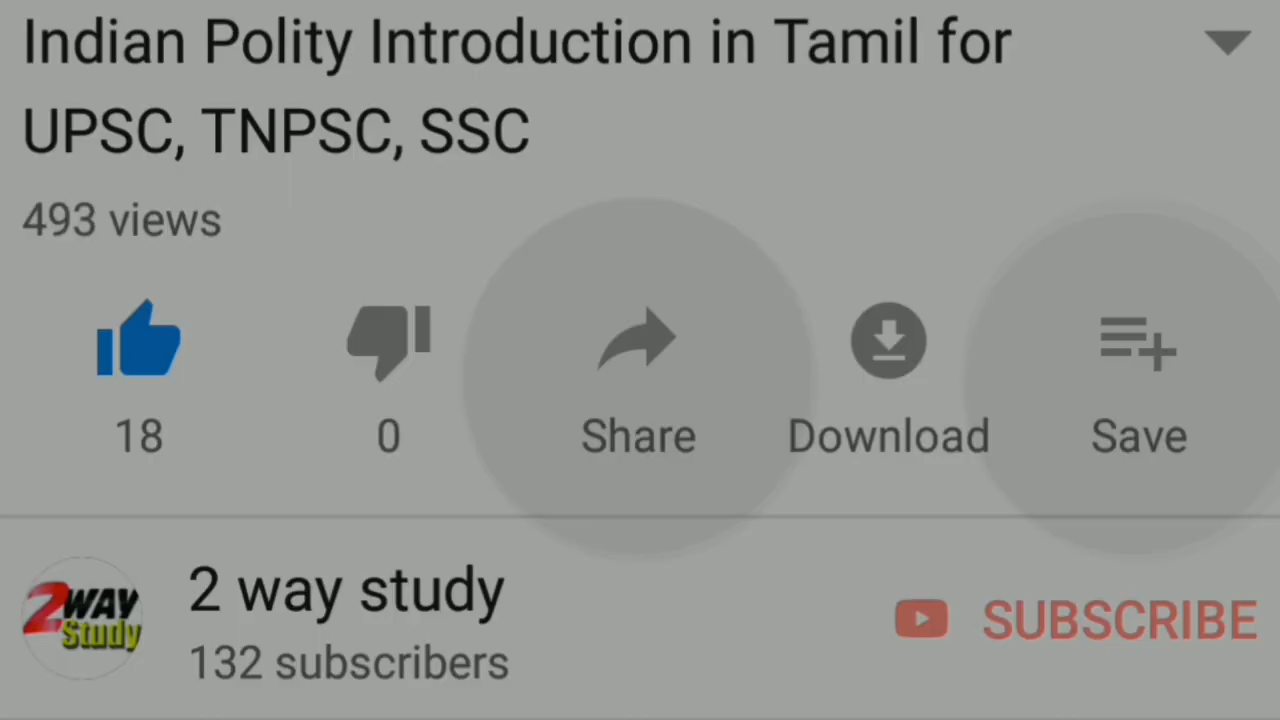 Indian Polity Introduction in Tamil for
UPSC, TNPSC, SSC
493 views
18
0
Share
Download
Save
2WAY
Study
2 way study
132 subscribers
SUBSCRIBE